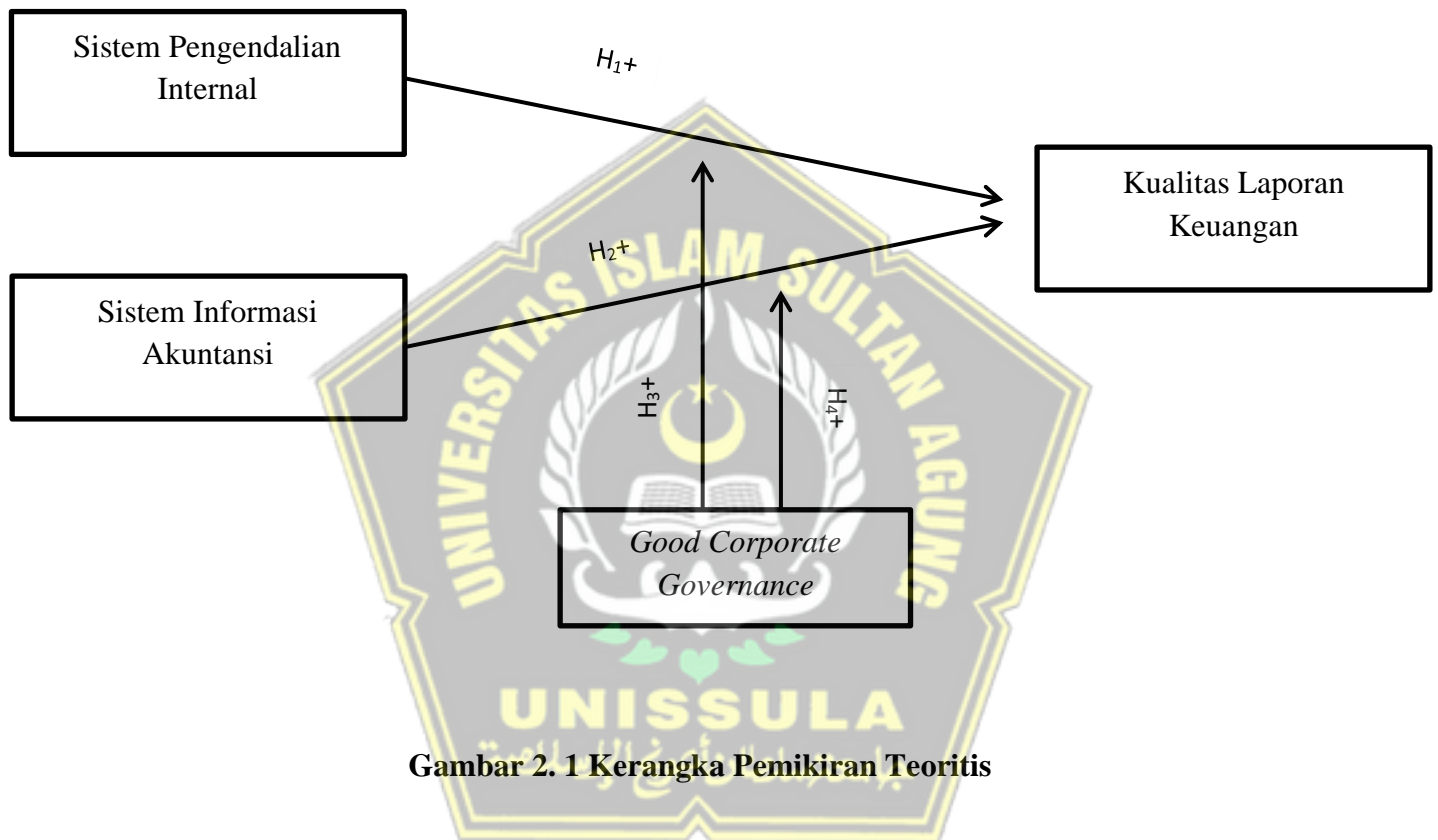 Sistem Pengendalian
Internal
H₁+
Kualitas Laporan
Keuangan
H₂+
Sistem Informasi
Akuntansi
H₃+
H₄+
Good Corporate
Governance
UNIVERSITAS ISLAM SULTAN AGUNG
UNISSULA
Gambar 2. 1 Kerangka Pemikiran Teoritis